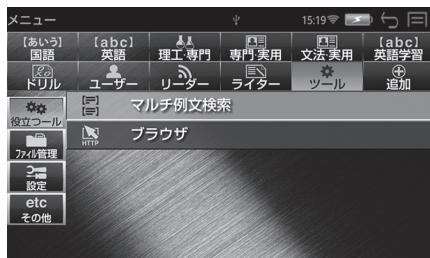 メニュー
15:19
【あいう】 【abc】 【abc】
国語 英語 理工·専門 専門·実用 文法·実用 英語学習
ドリル ユーザー リーダー ライター ツール 追加
役立つツール
マルチ例文検索
HTTP ブラウザ
ファイル管理
設定
etc
その他